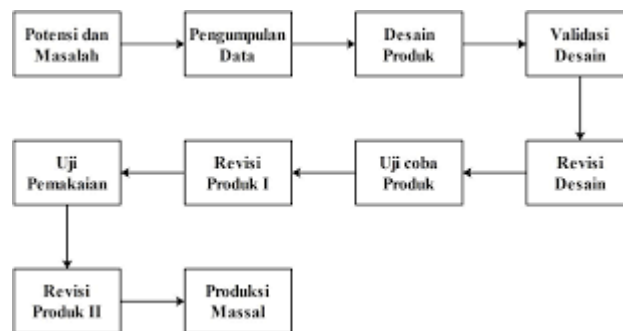 Potensi dan
Masalah
Pengumpulan
Data
Desain
Produk
Validasi
Desain
Revisi
Desain
Uji coba
Produk
Revisi
Produk I
Uji
Pemakaian
Revisi
Produk II
Produksi
Massal